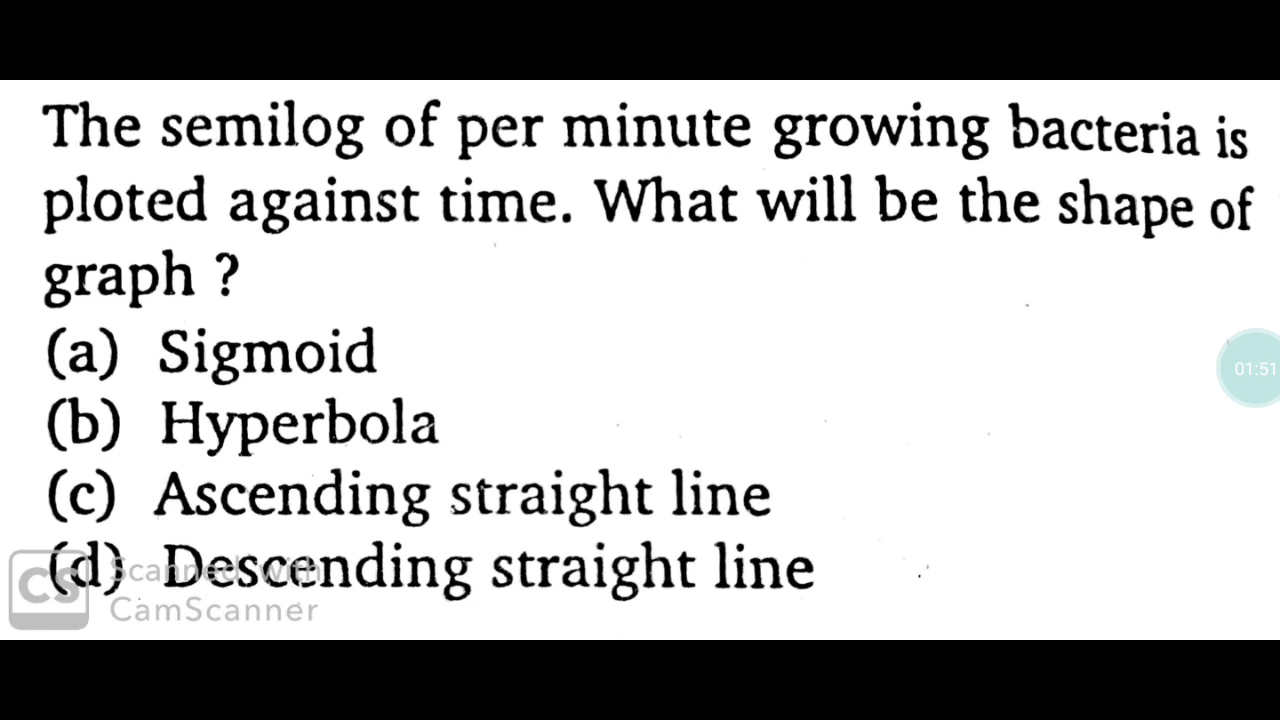 The semilog of per minute growing bacteria is
ploted against time. What will be the shape of
graph ?
(a) Sigmoid
(b) Hyperbola
(c) Ascending straight line
(d) Descending straight line
01:51
CS Scanned with
CamScanner